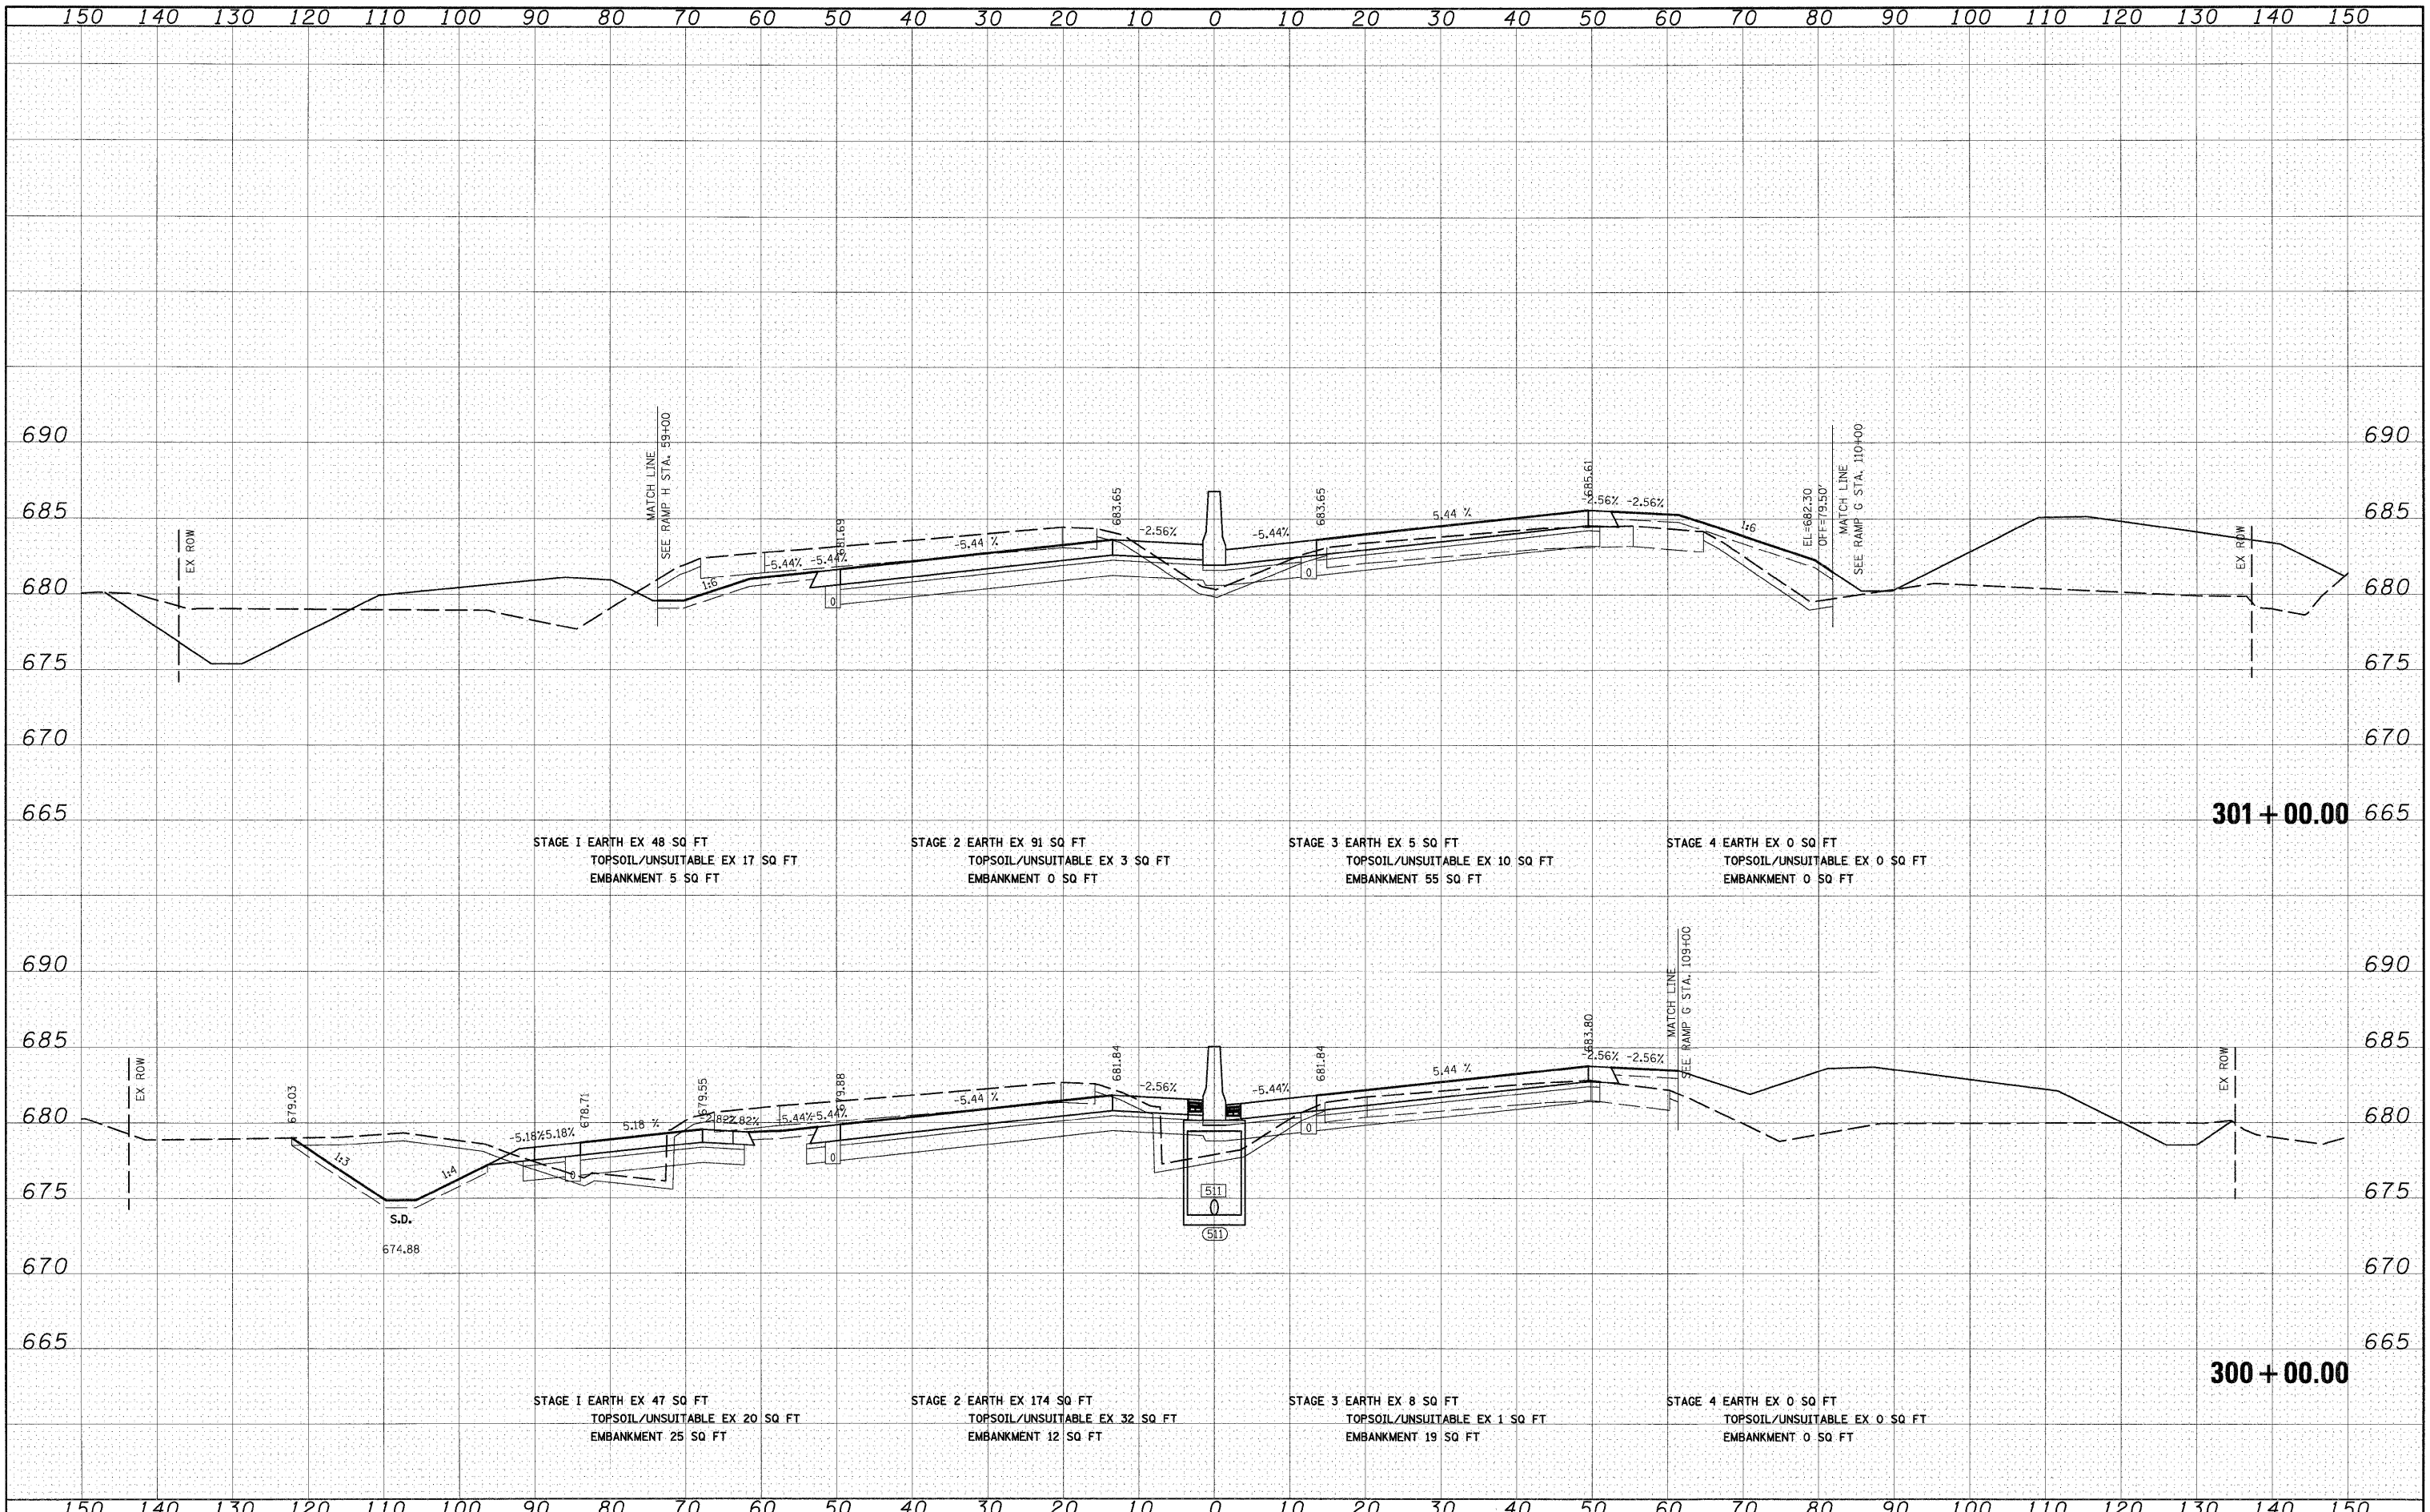 150 140 130 120 110 100 90 80 70 60 50 40 30 20 10 0 10 20 30 40 50 60 70 80 90 100 110 120 130 140 150
690 690
MATCH LINE
SEE RAMP H STA. 59+00
MATCH LINE
SEE RAMP G STA. 110+00
685 685
EX ROW
683.65
683.65
685.61
-2.56% -2.56%
EL=682.30
OFF=79.50'
EX ROW
-2.56%
-5.44%
5.44 %
1:6
-5.44 %
-5.44% -5.44%
1:6
0
0
680 680
675 675
670 670
665 301+00.00 665
STAGE I EARTH EX 48 SQ FT
TOPSOIL/UNSUITABLE EX 17 SQ FT
EMBANKMENT 5 SQ FT
STAGE 2 EARTH EX 91 SQ FT
TOPSOIL/UNSUITABLE EX 3 SQ FT
EMBANKMENT 0 SQ FT
STAGE 3 EARTH EX 5 SQ FT
TOPSOIL/UNSUITABLE EX 10 SQ FT
EMBANKMENT 55 SQ FT
STAGE 4 EARTH EX 0 SQ FT
TOPSOIL/UNSUITABLE EX 0 SQ FT
EMBANKMENT 0 SQ FT
690 690
MATCH LINE
SEE RAMP G STA. 109+00
685 685
EX ROW
679.03
678.71
681.84
681.84
683.80
-2.56% -2.56%
EX ROW
-2.56%
-5.44%
5.44 %
-5.44 %
-5.44% -5.44%
5.18 %
-5.18% -5.18%
680 680
1:3
1:4
0
0
0
675 675
511
511
S.D.
674.88
670 670
665 665
300+00.00
STAGE I EARTH EX 47 SQ FT
TOPSOIL/UNSUITABLE EX 20 SQ FT
EMBANKMENT 25 SQ FT
STAGE 2 EARTH EX 174 SQ FT
TOPSOIL/UNSUITABLE EX 32 SQ FT
EMBANKMENT 12 SQ FT
STAGE 3 EARTH EX 8 SQ FT
TOPSOIL/UNSUITABLE EX 1 SQ FT
EMBANKMENT 19 SQ FT
STAGE 4 EARTH EX 0 SQ FT
TOPSOIL/UNSUITABLE EX 0 SQ FT
EMBANKMENT 0 SQ FT
150 140 130 120 110 100 90 80 70 60 50 40 30 20 10 0 10 20 30 40 50 60 70 80 90 100 110 120 130 140 150